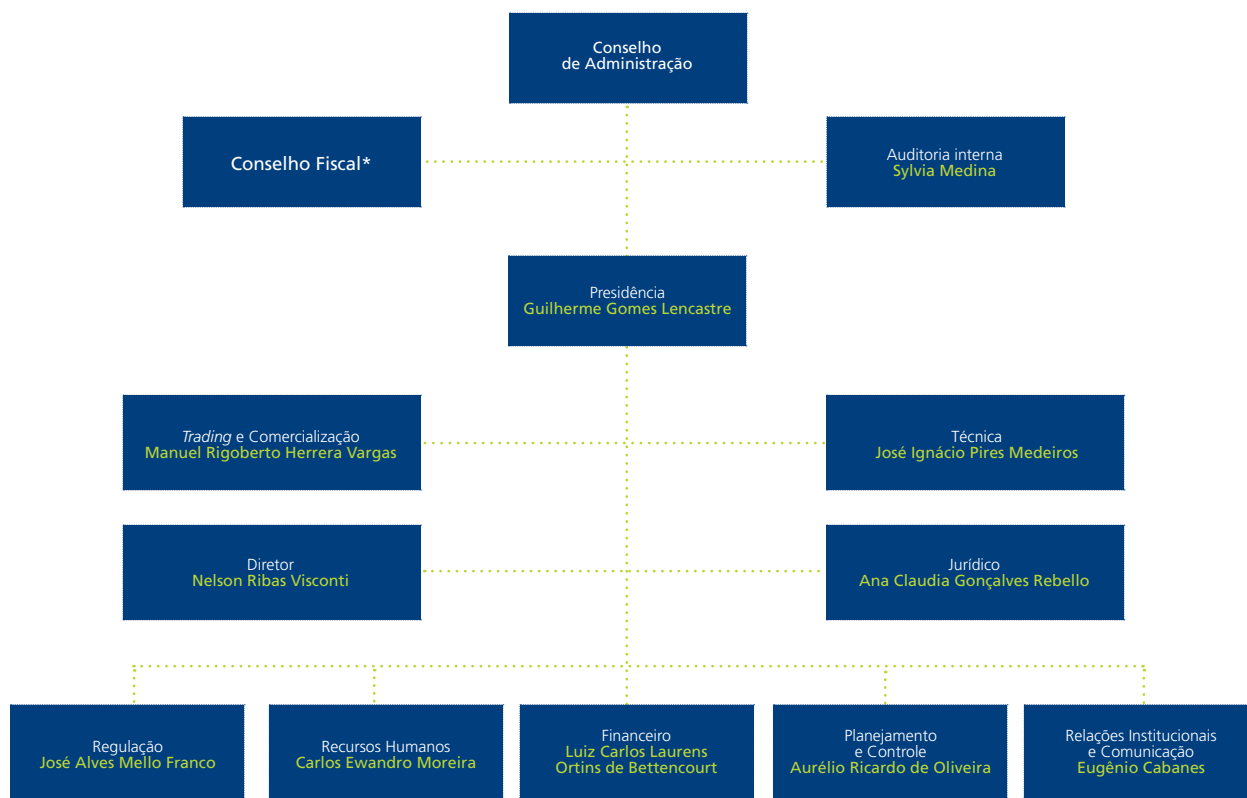 Conselho
de Administração
Conselho Fiscal*
Auditoria interna
Sylvia Medina
Presidência
Guilherme Gomes Lencastre
Trading e Comercialização
Manuel Rigoberto Herrera Vargas
Técnica
José Ignácio Pires Medeiros
Diretor
Nelson Ribas Visconti
Jurídico
Ana Claudia Gonçalves Rebello
Regulação
José Alves Mello Franco
Recursos Humanos
Carlos Ewandro Moreira
Financeiro
Luiz Carlos Laurens
Ortins de Bettencourt
Planejamento
e Controle
Aurélio Ricardo de Oliveira
Relações Institucionais
e Comunicação
Eugênio Cabanes